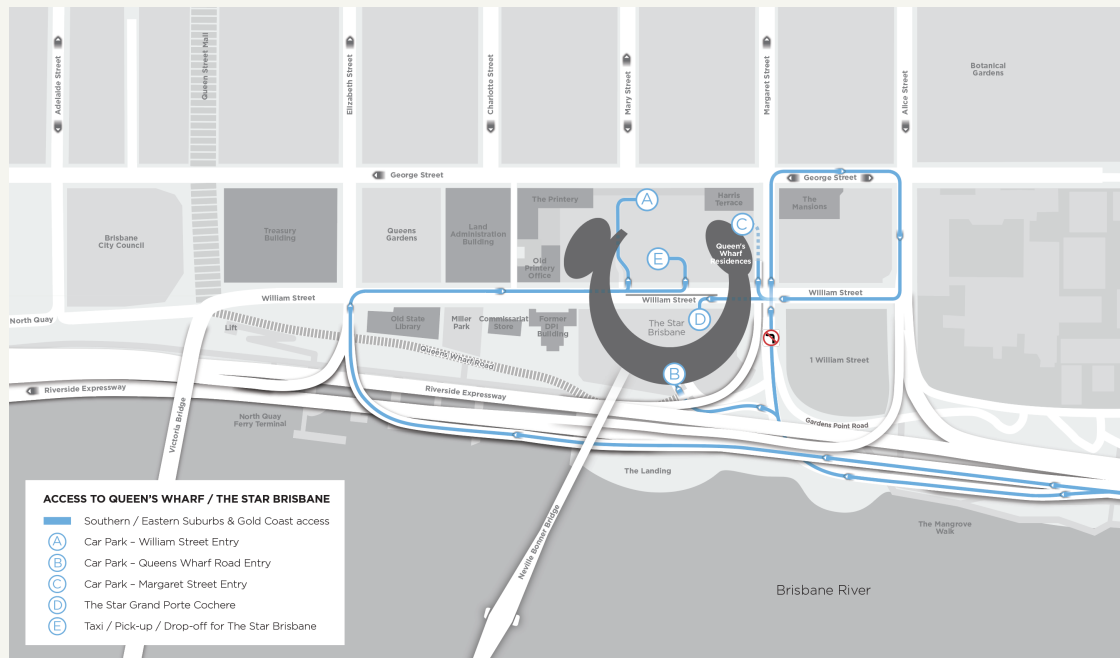 Adelaide Street
Queen Street Mall
Elizabeth Street
Charlotte Street
Mary Street
Margaret Street
Alice Street
Botanical
Gardens
George Street
George Street
Brisbane
City Council
Treasury
Building
Queens
Gardens
Land
Administration
Building
The Printery
Old
Printery
Office
A
E
Harris
Terrace
C
Queen's
Wharf
Residences
The
Mansions
North Quay
William Street
William Street
William Street
Lift
Old State
Library
Miller
Park
Commissariat
Store
Former
DPI
Building
The Star
Brisbane
D
1 William Street
Queens Wharf Road
B
Riverside Expressway
Riverside Expressway
Victoria Bridge
North Quay
Ferry Terminal
Gardens Point Road
The Landing
Neville Bonner Bridge
The Mangrove
Walk
Brisbane River
ACCESS TO QUEEN'S WHARF / THE STAR BRISBANE
Southern / Eastern Suburbs & Gold Coast access
A Car Park – William Street Entry
B Car Park – Queens Wharf Road Entry
C Car Park – Margaret Street Entry
D The Star Grand Porte Cochere
E Taxi / Pick-up / Drop-off for The Star Brisbane